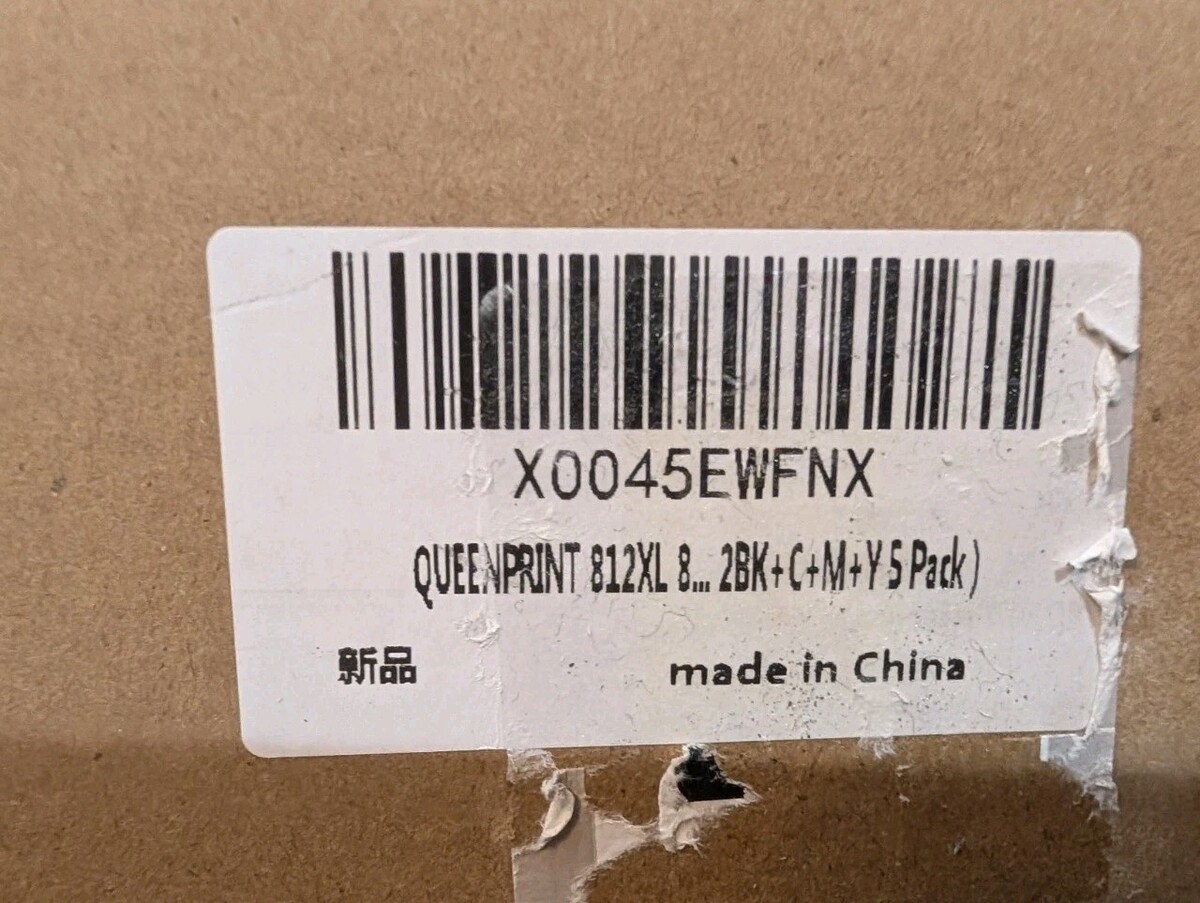 X0045EWFNX
QUEENPRINT 812XL 8... 2BK+C+M+Y 5 Pack)
新品
made in China